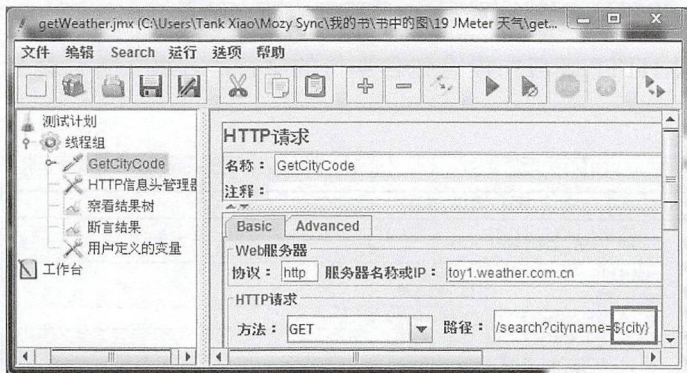 getWeather.jmx (C:\Users\Tank Xiao\Mozy Sync\我的书\书中的图\19 JMeter 天气\get...
文件 编辑 Search 运行 选项 帮助
测试计划
线程组
GetCityCode
HTTP信息头管理器
察看结果树
断言结果
用户定义的变量
工作台
HTTP请求
名称： GetCityCode
注释：
Basic Advanced
Web服务器
协议： http 服务器名称或IP： toy1.weather.com.cn
HTTP请求
方法： GET 路径： /search?cityname=${city}